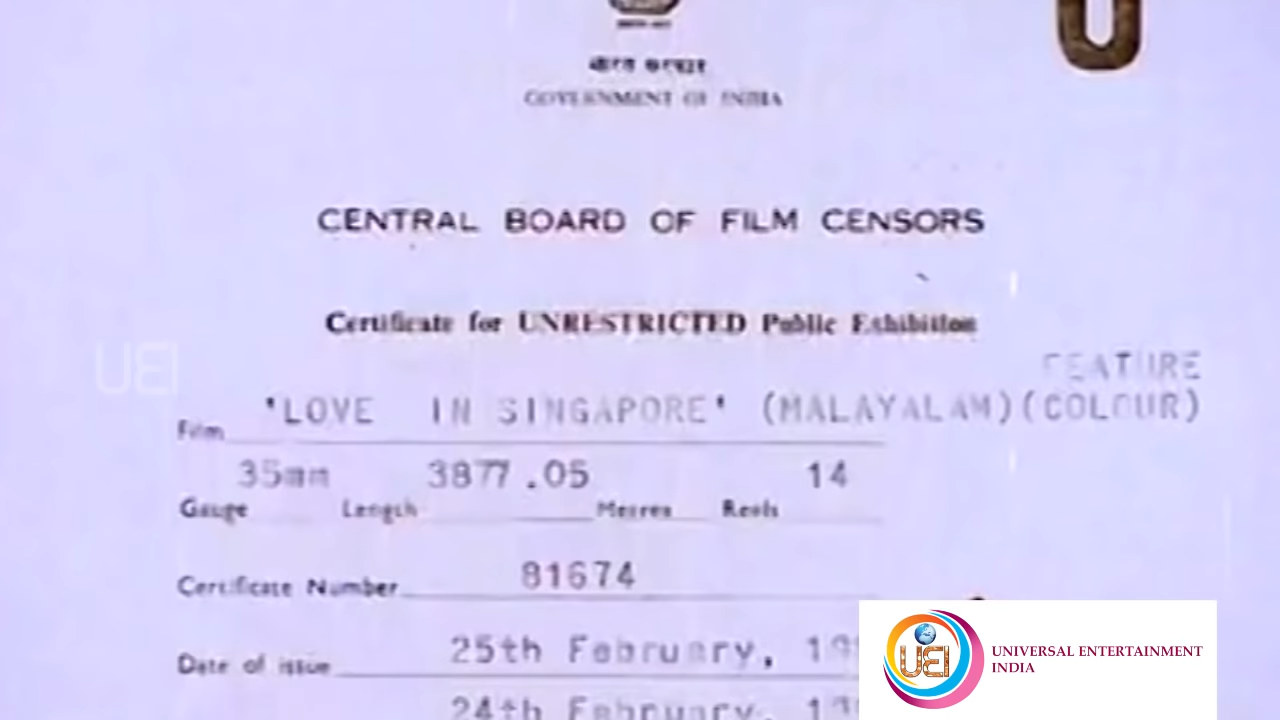 U
भारत सरकार
GOVERNMENT OF INDIA
CENTRAL BOARD OF FILM CENSORS
Certificate for UNRESTRICTED Public Exhibition
FEATURE
Film 'LOVE IN SINGAPORE' (MALAYALAM)(COLOUR)
35mm 3877.05 14
Gauge Length Metres Reels
Certificate Number 81674
Date of issue 25th February,
24th February,
UEI
UEI
UNIVERSAL ENTERTAINMENT
INDIA